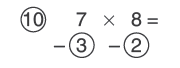 ⑩ 7 × 8 =
− ③ − ②